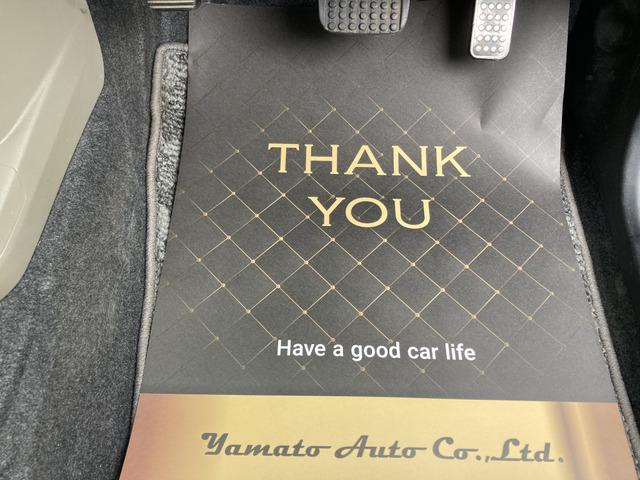 THANK
YOU
Have a good car life
Yamato Auto Co.,Ltd.